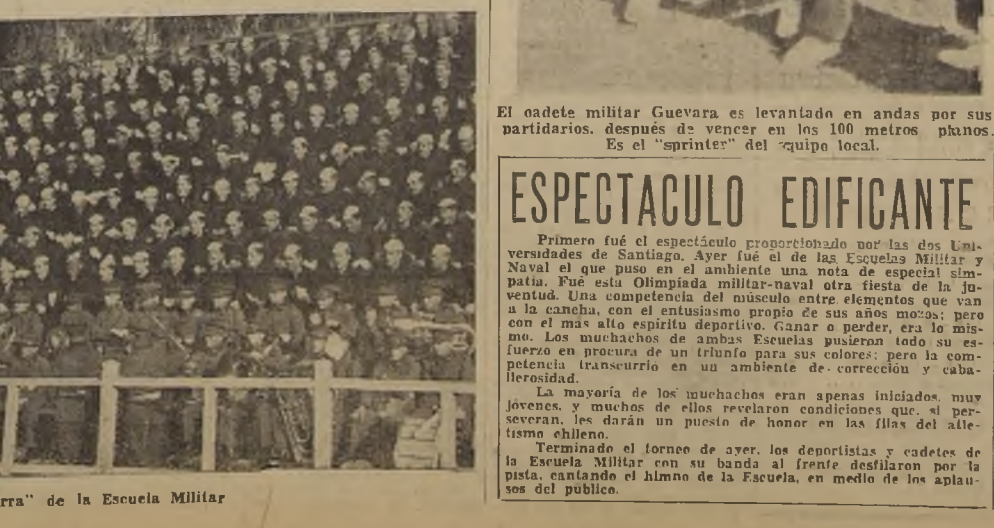 El cadete militar Guevara es levantado en andas por sus
partidarios, después de vencer en los 100 metros planos.
Es el "sprinter" del equipo local.
ESPECTACULO EDIFICANTE
Primero fué el espectáculo proporcionado por las dos Uni-
versidades de Santiago. Ayer fué el de las Escuelas Militar y
Naval el que puso en el ambiente una nota de especial sim-
patía. Fué esta Olimpiada militar-naval otra fiesta de la ju-
ventud. Una competencia del músculo entre elementos que van
a la cancha, con el entusiasmo propio de sus años mozos; pero
con el mas alto espíritu deportivo. Ganar o perder, era lo mis-
mo. Los muchachos de ambas Escuelas pusieron todo su es-
fuerzo en procura de un triunfo para sus colores; pero la com-
petencia transcurrió en un ambiente de corrección y caba-
llerosidad.
La mayoría de los muchachos eran apenas iniciados, muy
jóvenes, y muchos de ellos revelaron condiciones que, si per-
severan, les darán un puesto de honor en las filas del atle-
tismo chileno.
Terminado el torneo de ayer, los deportistas y cadetes de
la Escuela Militar con su banda al frente desfilaron por la
pista, cantando el himno de la Escuela, en medio de los aplau-
sos del público.
rra" de la Escuela Militar